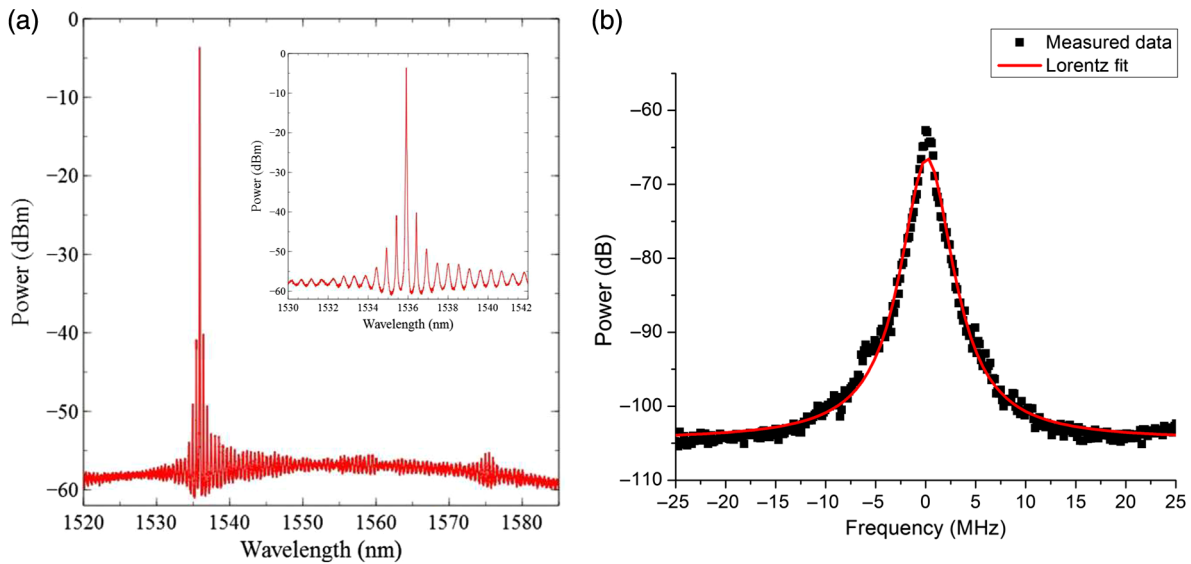 (a)
0
−10
−20
−30
−40
−50
−60
Power (dBm)
1520 1530 1540 1550 1560 1570 1580
Wavelength (nm)
0
−10
−20
−30
−40
−50
−60
Power (dBm)
1530 1532 1534 1536 1538 1540 1542
Wavelength (nm)
(b)
Measured data
Lorentz fit
−60
−70
−80
−90
−100
−110
Power (dB)
−25 −20 −15 −10 −5 0 5 10 15 20 25
Frequency (MHz)